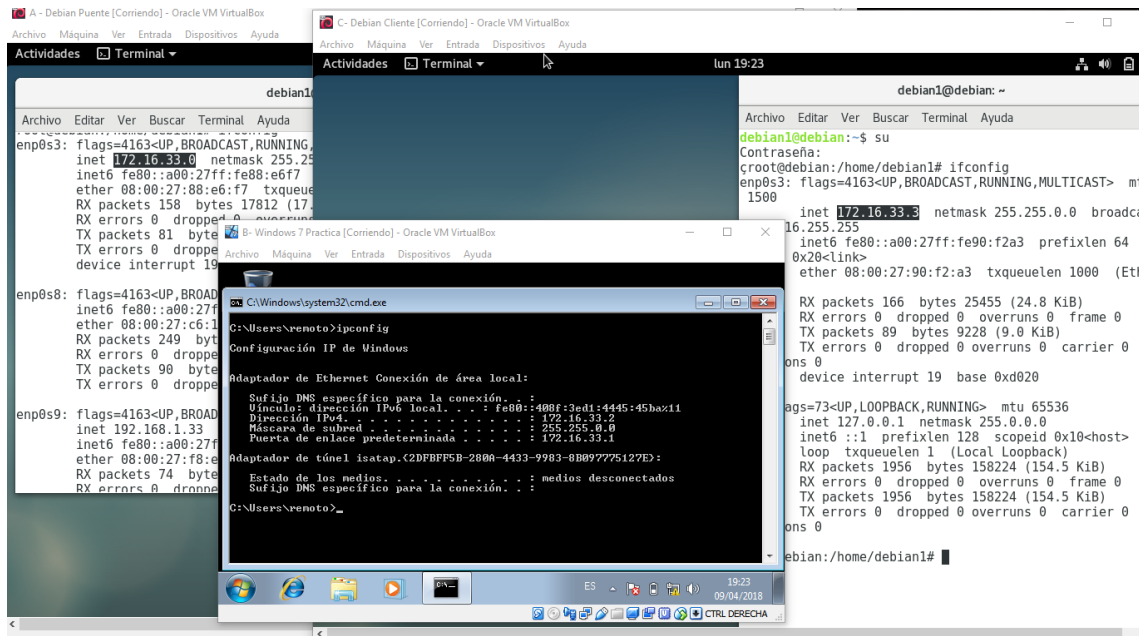 A - Debian Puente [Corriendo] - Oracle VM VirtualBox
Archivo Máquina Ver Entrada Dispositivos Ayuda
Actividades Terminal
debian1
Archivo Editar Ver Buscar Terminal Ayuda
enp0s3: flags=4163<UP,BROADCAST,RUNNING,
inet 172.16.33.0 netmask 255.25
inet6 fe80::a00:27ff:fe88:e6f7
ether 08:00:27:88:e6:f7 txqueue
RX packets 158 bytes 17812 (17.
RX errors 0 dropped 0 overruns
TX packets 81 byte
TX errors 0 droppe
device interrupt 19
enp0s8: flags=4163<UP,BROAD
inet6 fe80::a00:27f
ether 08:00:27:c6:1
RX packets 249 byt
RX errors 0 droppe
TX packets 90 byte
TX errors 0 droppe
enp0s9: flags=4163<UP,BROAD
inet 192.168.1.33
inet6 fe80::a00:27f
ether 08:00:27:f8:e
RX packets 74 byte
RX errors 0 droppe
C- Debian Cliente [Corriendo] - Oracle VM VirtualBox
Archivo Máquina Ver Entrada Dispositivos Ayuda
Actividades Terminal lun 19:23
debian1@debian: ~
Archivo Editar Ver Buscar Terminal Ayuda
debian1@debian:~$ su
Contraseña:
çroot@debian:/home/debian1# ifconfig
enp0s3: flags=4163<UP,BROADCAST,RUNNING,MULTICAST> mt
1500
inet 172.16.33.3 netmask 255.255.0.0 broadca
16.255.255
inet6 fe80::a00:27ff:fe90:f2a3 prefixlen 64
0x20<link>
ether 08:00:27:90:f2:a3 txqueuelen 1000 (Eth
RX packets 166 bytes 25455 (24.8 KiB)
RX errors 0 dropped 0 overruns 0 frame 0
TX packets 89 bytes 9228 (9.0 KiB)
TX errors 0 dropped 0 overruns 0 carrier 0
ons 0
device interrupt 19 base 0xd020
ags=73<UP,LOOPBACK,RUNNING> mtu 65536
inet 127.0.0.1 netmask 255.0.0.0
inet6 ::1 prefixlen 128 scopeid 0x10<host>
loop txqueuelen 1 (Local Loopback)
RX packets 1956 bytes 158224 (154.5 KiB)
RX errors 0 dropped 0 overruns 0 frame 0
TX packets 1956 bytes 158224 (154.5 KiB)
TX errors 0 dropped 0 overruns 0 carrier 0
ons 0
ebian:/home/debian1#
B- Windows 7 Practica [Corriendo] - Oracle VM VirtualBox
Archivo Máquina Ver Entrada Dispositivos Ayuda
C:\Windows\system32\cmd.exe
C:\Users\remoto>ipconfig
Configuración IP de Windows
Adaptador de Ethernet Conexión de área local:
Sufijo DNS específico para la conexión. . :
Vínculo: dirección IPv6 local. . . : fe80::408f:3ed1:4445:45ba%11
Dirección IPv4. . . . . . . . . . . . . . : 172.16.33.2
Máscara de subred . . . . . . . . . . . . : 255.255.0.0
Puerta de enlace predeterminada . . . . . : 172.16.33.1
Adaptador de túnel isatap.{2DFBFF5B-280A-4433-9983-8B097775127E}:
Estado de los medios. . . . . . . . . . . : medios desconectados
Sufijo DNS específico para la conexión. . :
C:\Users\remoto>_
ES 19:23
09/04/2018
CTRL DERECHA